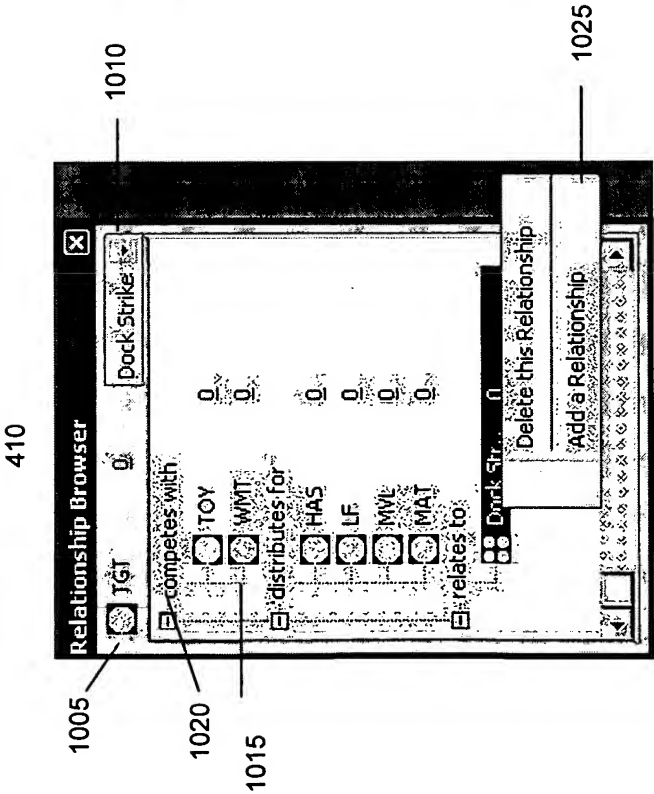 410
Relationship Browser
TGT 0 Dock Strike
1010
1005
competes with
TOY 0
WMT 0
1020
1015
distributes for
HAS 0
LF 0
MVL 0
MAT 0
relates to
Dock Str... 0
Delete this Relationship
Add a Relationship
1025